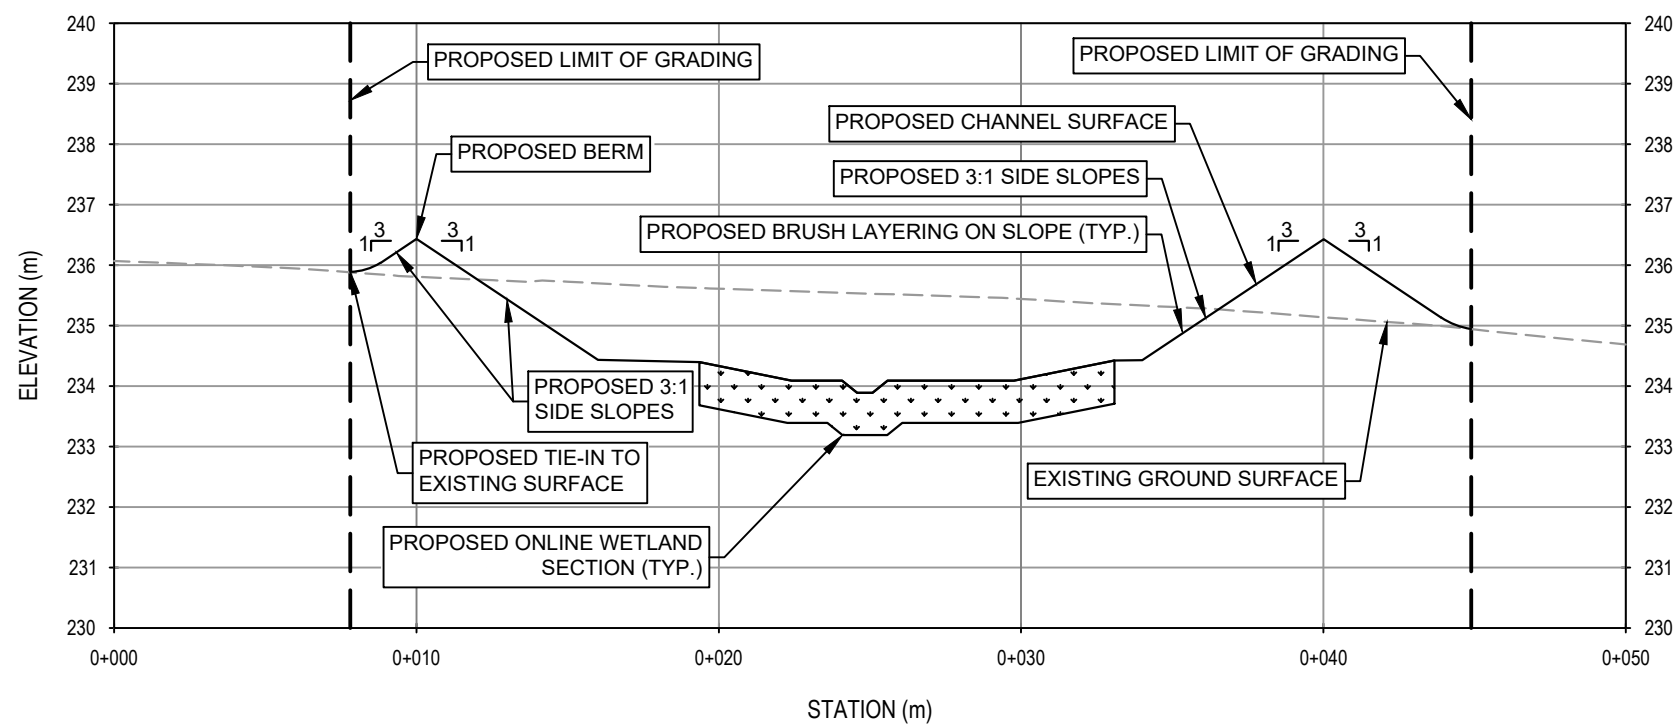 240
240
PROPOSED LIMIT OF GRADING
PROPOSED LIMIT OF GRADING
239
239
PROPOSED CHANNEL SURFACE
238
238
PROPOSED BERM
PROPOSED 3:1 SIDE SLOPES
237
237
PROPOSED BRUSH LAYERING ON SLOPE (TYP.)
3
1
3
1
3
1
3
1
236
236
235
235
234
234
PROPOSED 3:1
SIDE SLOPES
233
233
PROPOSED TIE-IN TO
EXISTING SURFACE
EXISTING GROUND SURFACE
232
232
PROPOSED ONLINE WETLAND
SECTION (TYP.)
231
231
230
230
ELEVATION (m)
0+000 0+010 0+020 0+030 0+040 0+050
STATION (m)